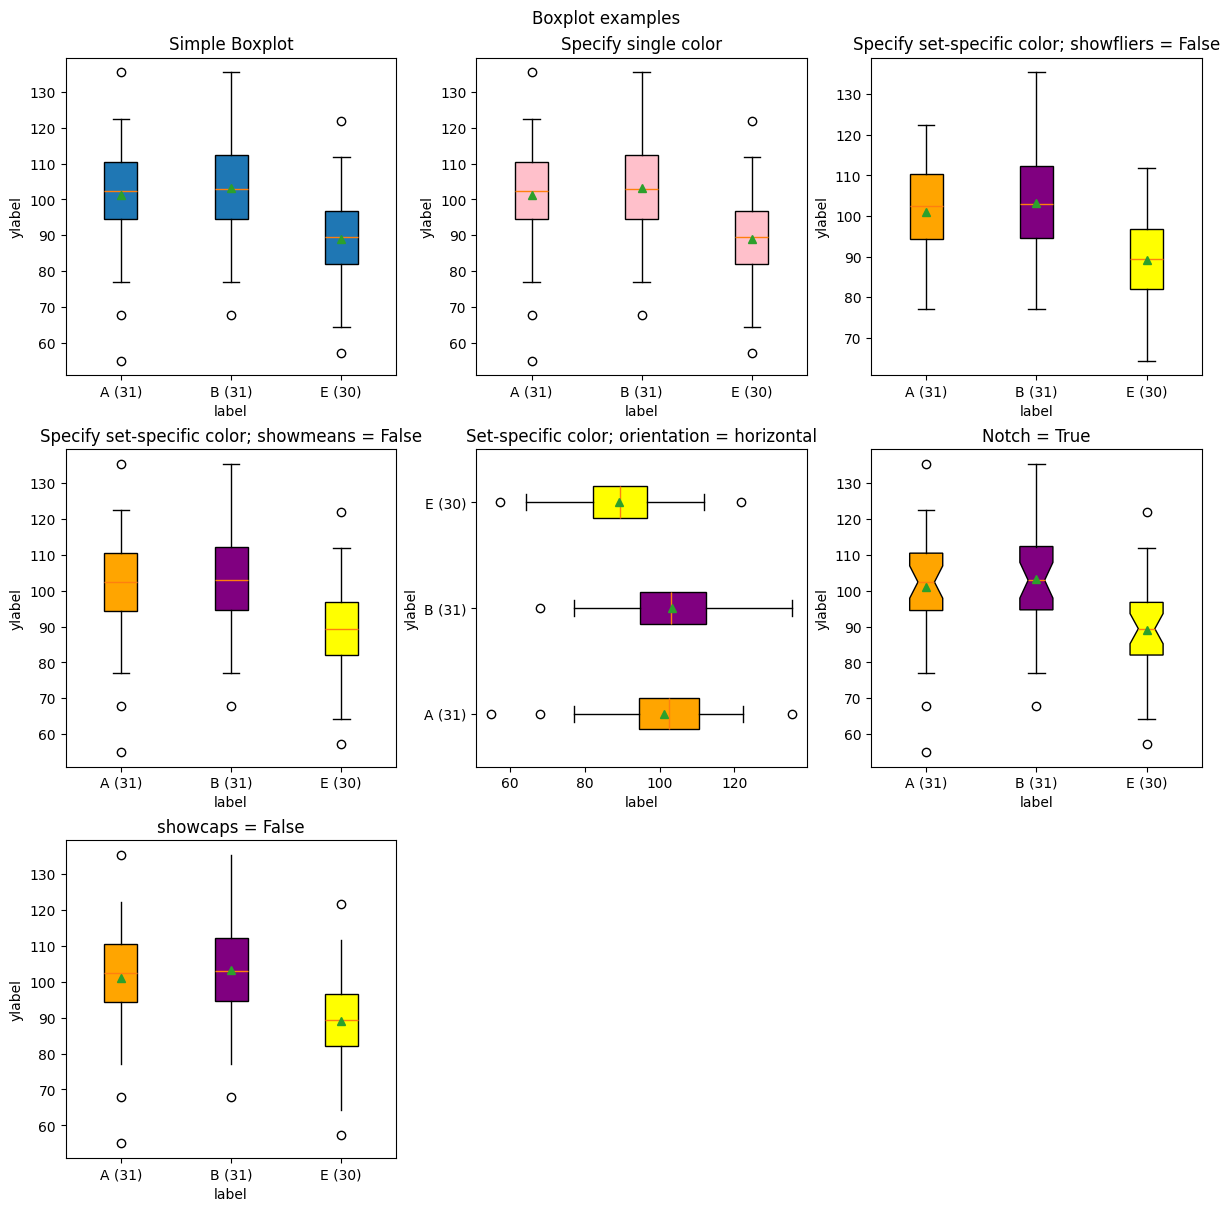 Boxplot examples
Simple Boxplot
130
120
110
100
90
80
70
60
ylabel
A (31) B (31) E (30)
label
Specify single color
130
120
110
100
90
80
70
60
ylabel
A (31) B (31) E (30)
label
Specify set-specific color; showfliers = False
130
120
110
100
90
80
70
ylabel
A (31) B (31) E (30)
label
Specify set-specific color; showmeans = False
130
120
110
100
90
80
70
60
ylabel
A (31) B (31) E (30)
label
Set-specific color; orientation = horizontal
E (30)
B (31)
A (31)
ylabel
60 80 100 120
label
Notch = True
130
120
110
100
90
80
70
60
ylabel
A (31) B (31) E (30)
label
showcaps = False
130
120
110
100
90
80
70
60
ylabel
A (31) B (31) E (30)
label